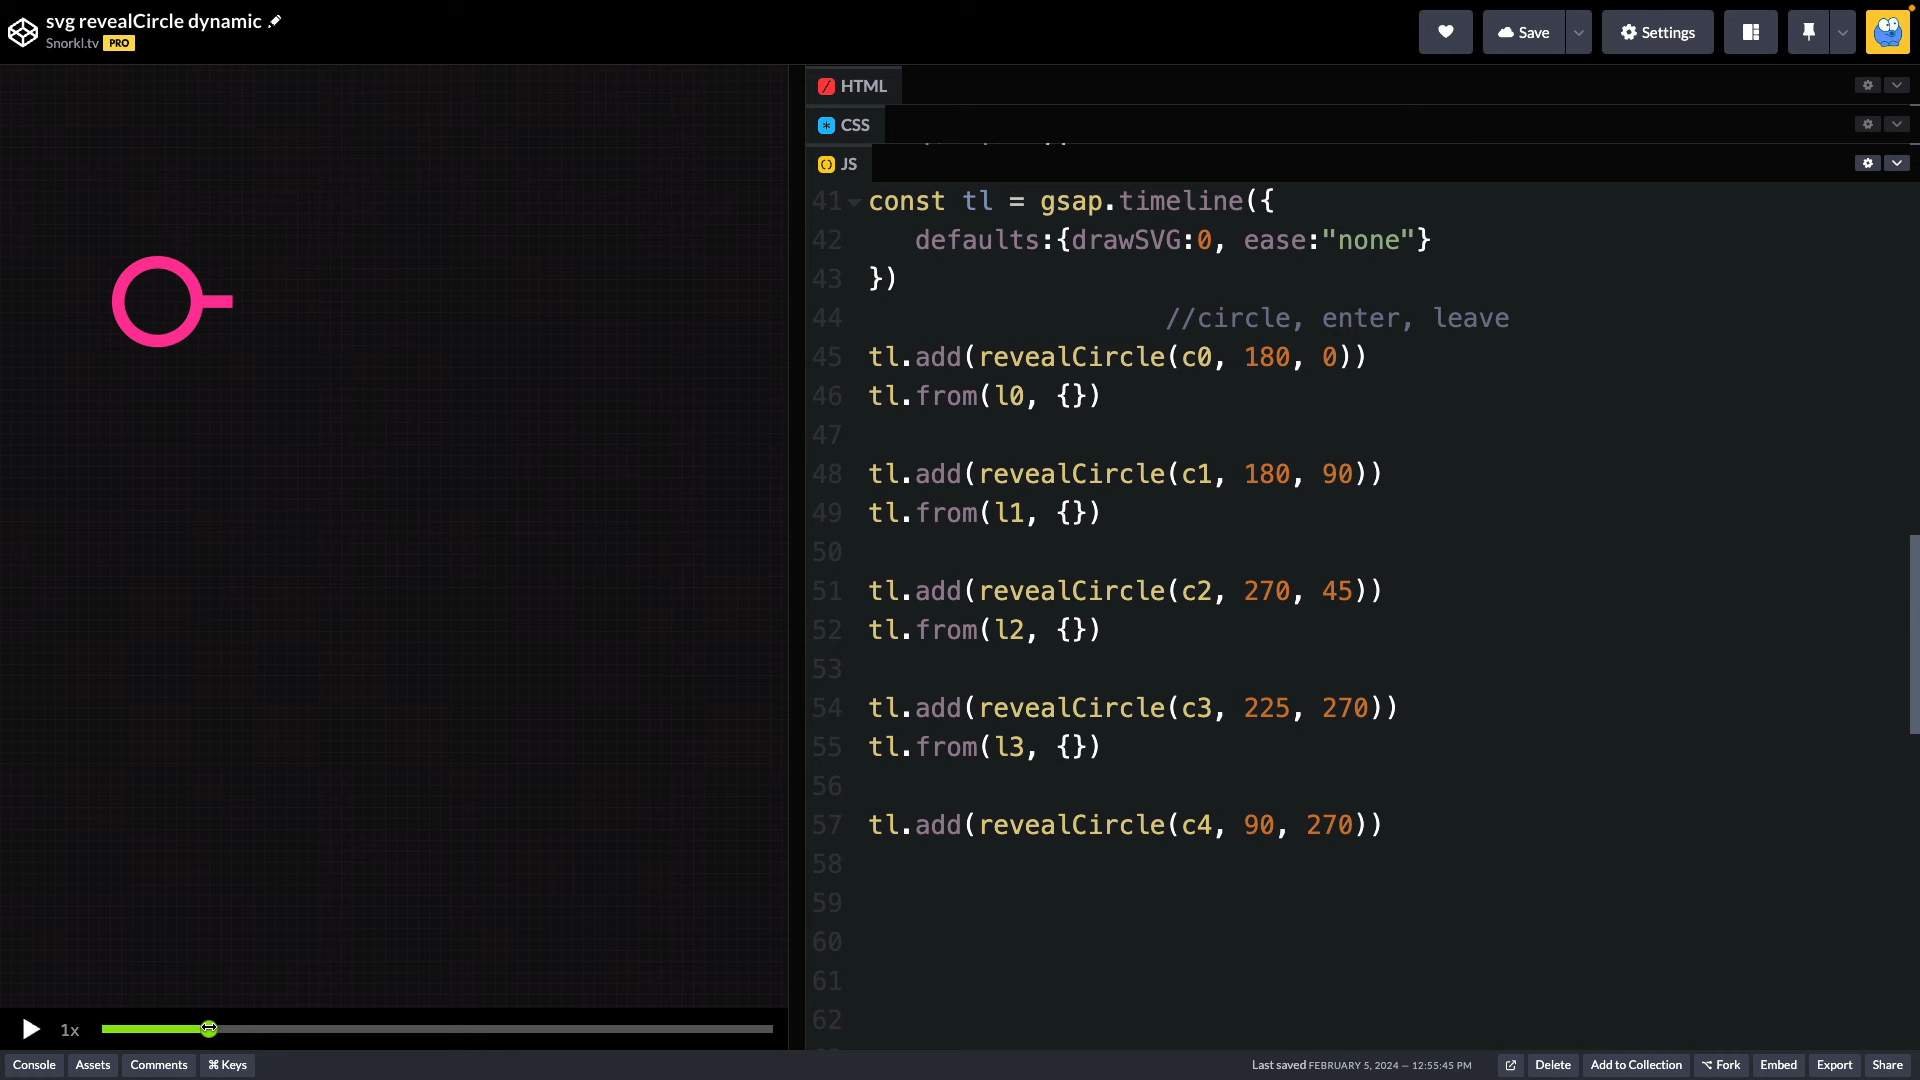 svg revealCircle dynamic
Snorkl.tv PRO
Save
Settings
HTML
CSS
JS
41 const tl = gsap.timeline({
42 defaults:{drawSVG:0, ease:"none"}
43 })
44 //circle, enter, leave
45 tl.add(revealCircle(c0, 180, 0))
46 tl.from(l0, {})
47
48 tl.add(revealCircle(c1, 180, 90))
49 tl.from(l1, {})
50
51 tl.add(revealCircle(c2, 270, 45))
52 tl.from(l2, {})
53
54 tl.add(revealCircle(c3, 225, 270))
55 tl.from(l3, {})
56
57 tl.add(revealCircle(c4, 90, 270))
58
59
60
61
62
1x
Console Assets Comments ⌘ Keys
Last saved FEBRUARY 5, 2024 — 12:55:45 PM Delete Add to Collection ⌥ Fork Embed Export Share